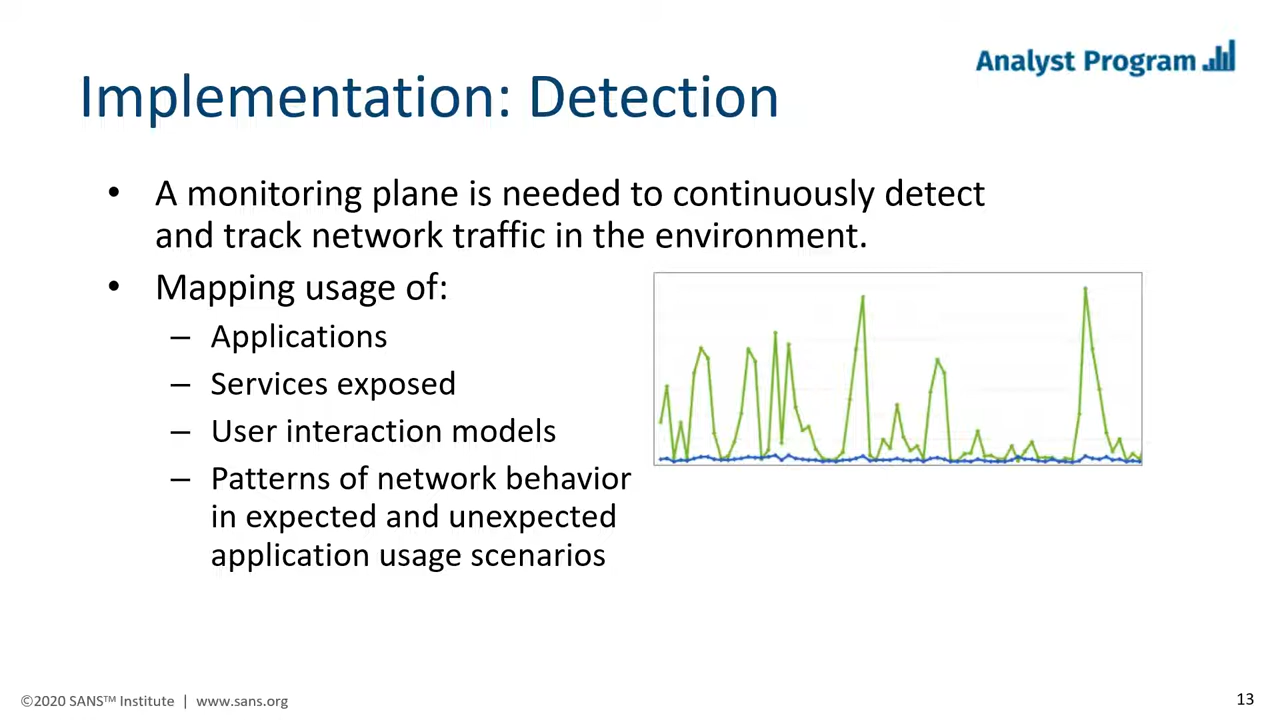 Analyst Program
Implementation: Detection
• A monitoring plane is needed to continuously detect
and track network traffic in the environment.
• Mapping usage of:
– Applications
– Services exposed
– User interaction models
– Patterns of network behavior
in expected and unexpected
application usage scenarios
©2020 SANS™ Institute | www.sans.org
13